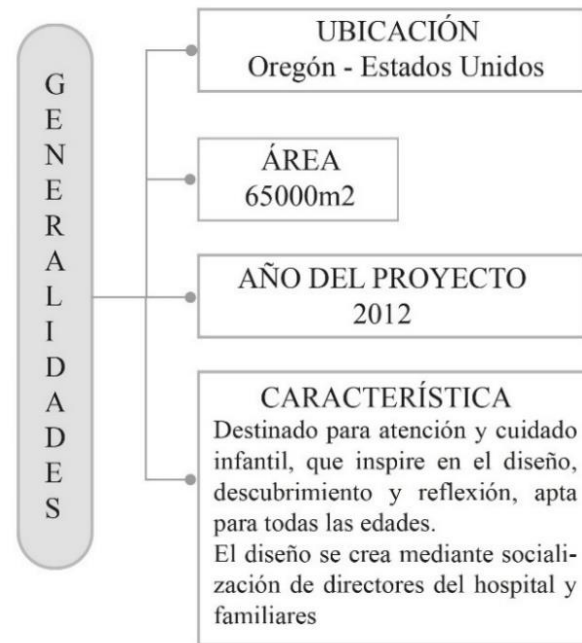 GENERALIDADES
UBICACIÓN
Oregón - Estados Unidos
ÁREA
65000m2
AÑO DEL PROYECTO
2012
CARACTERÍSTICA
Destinado para atención y cuidado
infantil, que inspire en el diseño,
descubrimiento y reflexión, apta
para todas las edades.
El diseño se crea mediante sociali-
zación de directores del hospital y
familiares